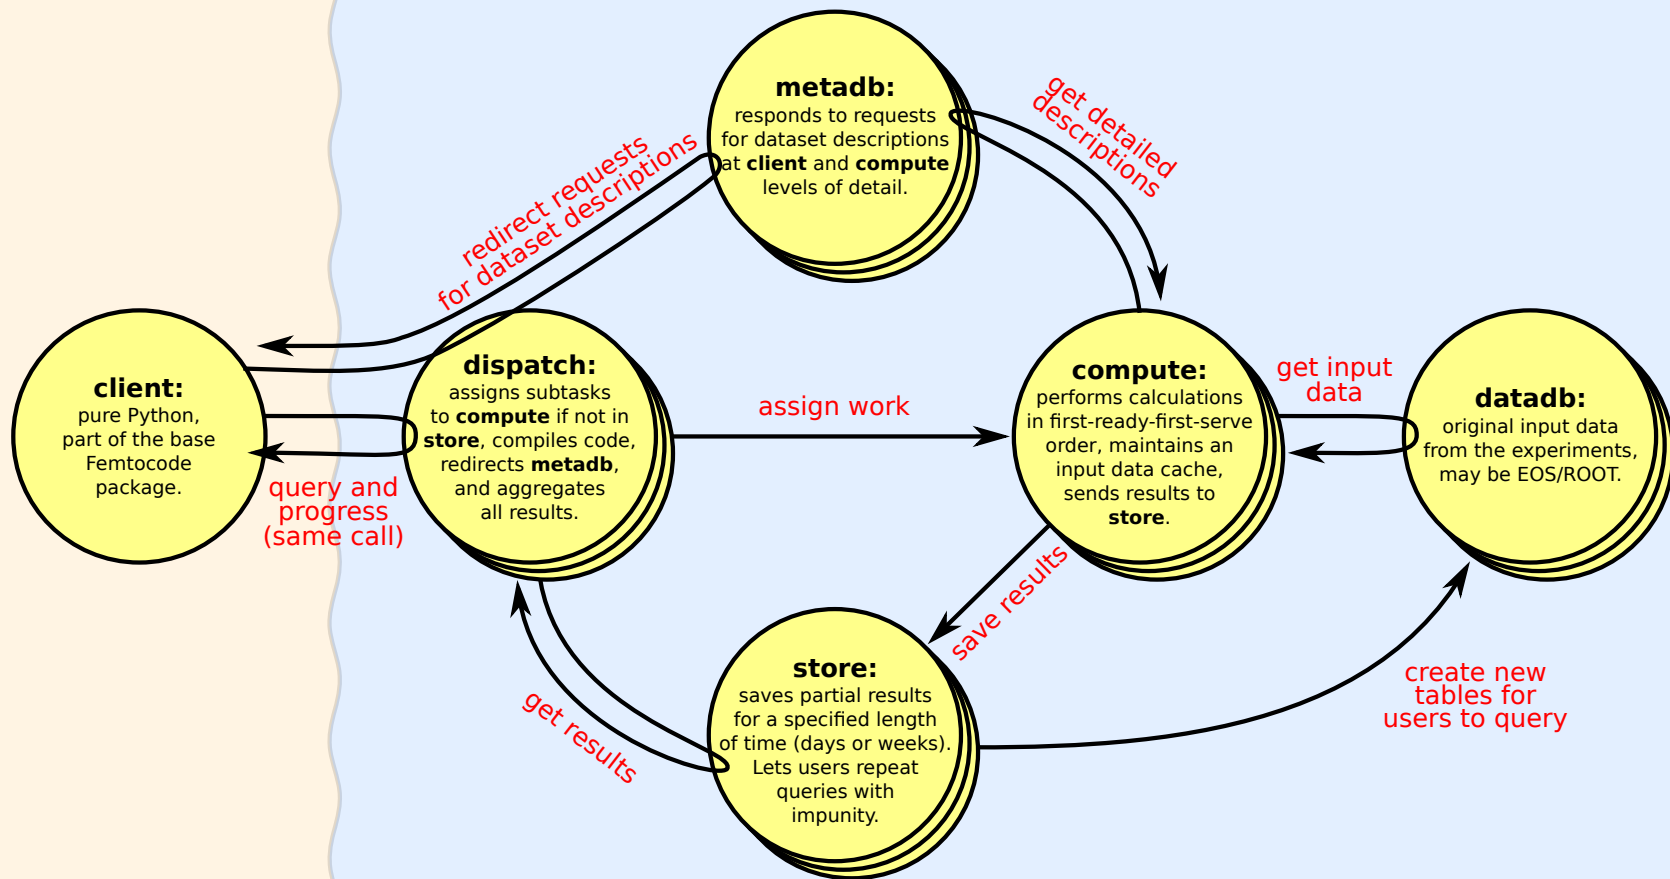 metadb:
responds to requests
for dataset descriptions
at client and compute
levels of detail.
get detailed
descriptions
redirect requests
for dataset descriptions
client:
pure Python,
part of the base
Femtocode
package.
query and
progress
(same call)
dispatch:
assigns subtasks
to compute if not in
store, compiles code,
redirects metadb,
and aggregates
all results.
assign work
compute:
performs calculations
in first-ready-first-serve
order, maintains an
input data cache,
sends results to
store.
get input
data
datadb:
original input data
from the experiments,
may be EOS/ROOT.
save results
get results
store:
saves partial results
for a specified length
of time (days or weeks).
Lets users repeat
queries with
impunity.
create new
tables for
users to query